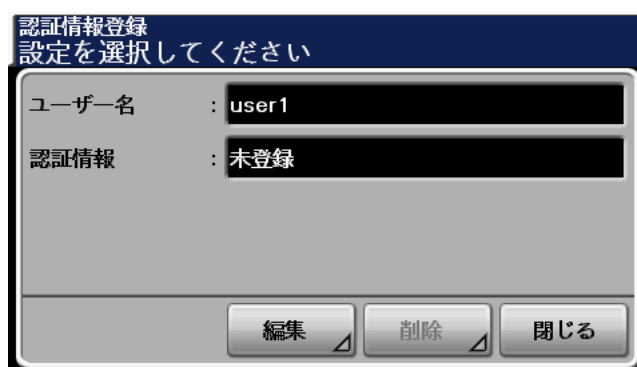 認証情報登録
設定を選択してください
ユーザー名 : user1
認証情報 : 未登録
編集 削除 閉じる